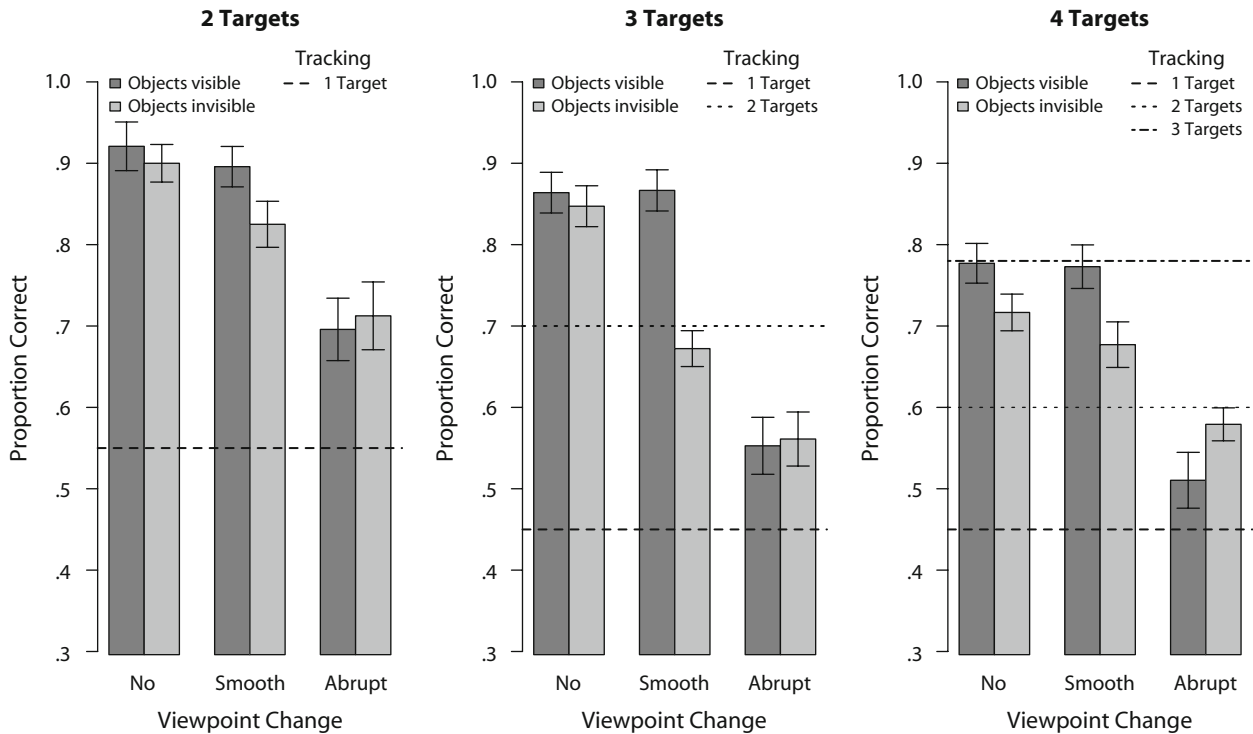 2 Targets
Tracking
Objects visible
1 Target
Objects invisible
1.0
.9
.8
.7
.6
.5
.4
.3
Proportion Correct
No Smooth Abrupt
Viewpoint Change
3 Targets
Tracking
Objects visible
1 Target
Objects invisible
2 Targets
1.0
.9
.8
.7
.6
.5
.4
.3
Proportion Correct
No Smooth Abrupt
Viewpoint Change
4 Targets
Tracking
Objects visible
1 Target
Objects invisible
2 Targets
3 Targets
1.0
.9
.8
.7
.6
.5
.4
.3
Proportion Correct
No Smooth Abrupt
Viewpoint Change